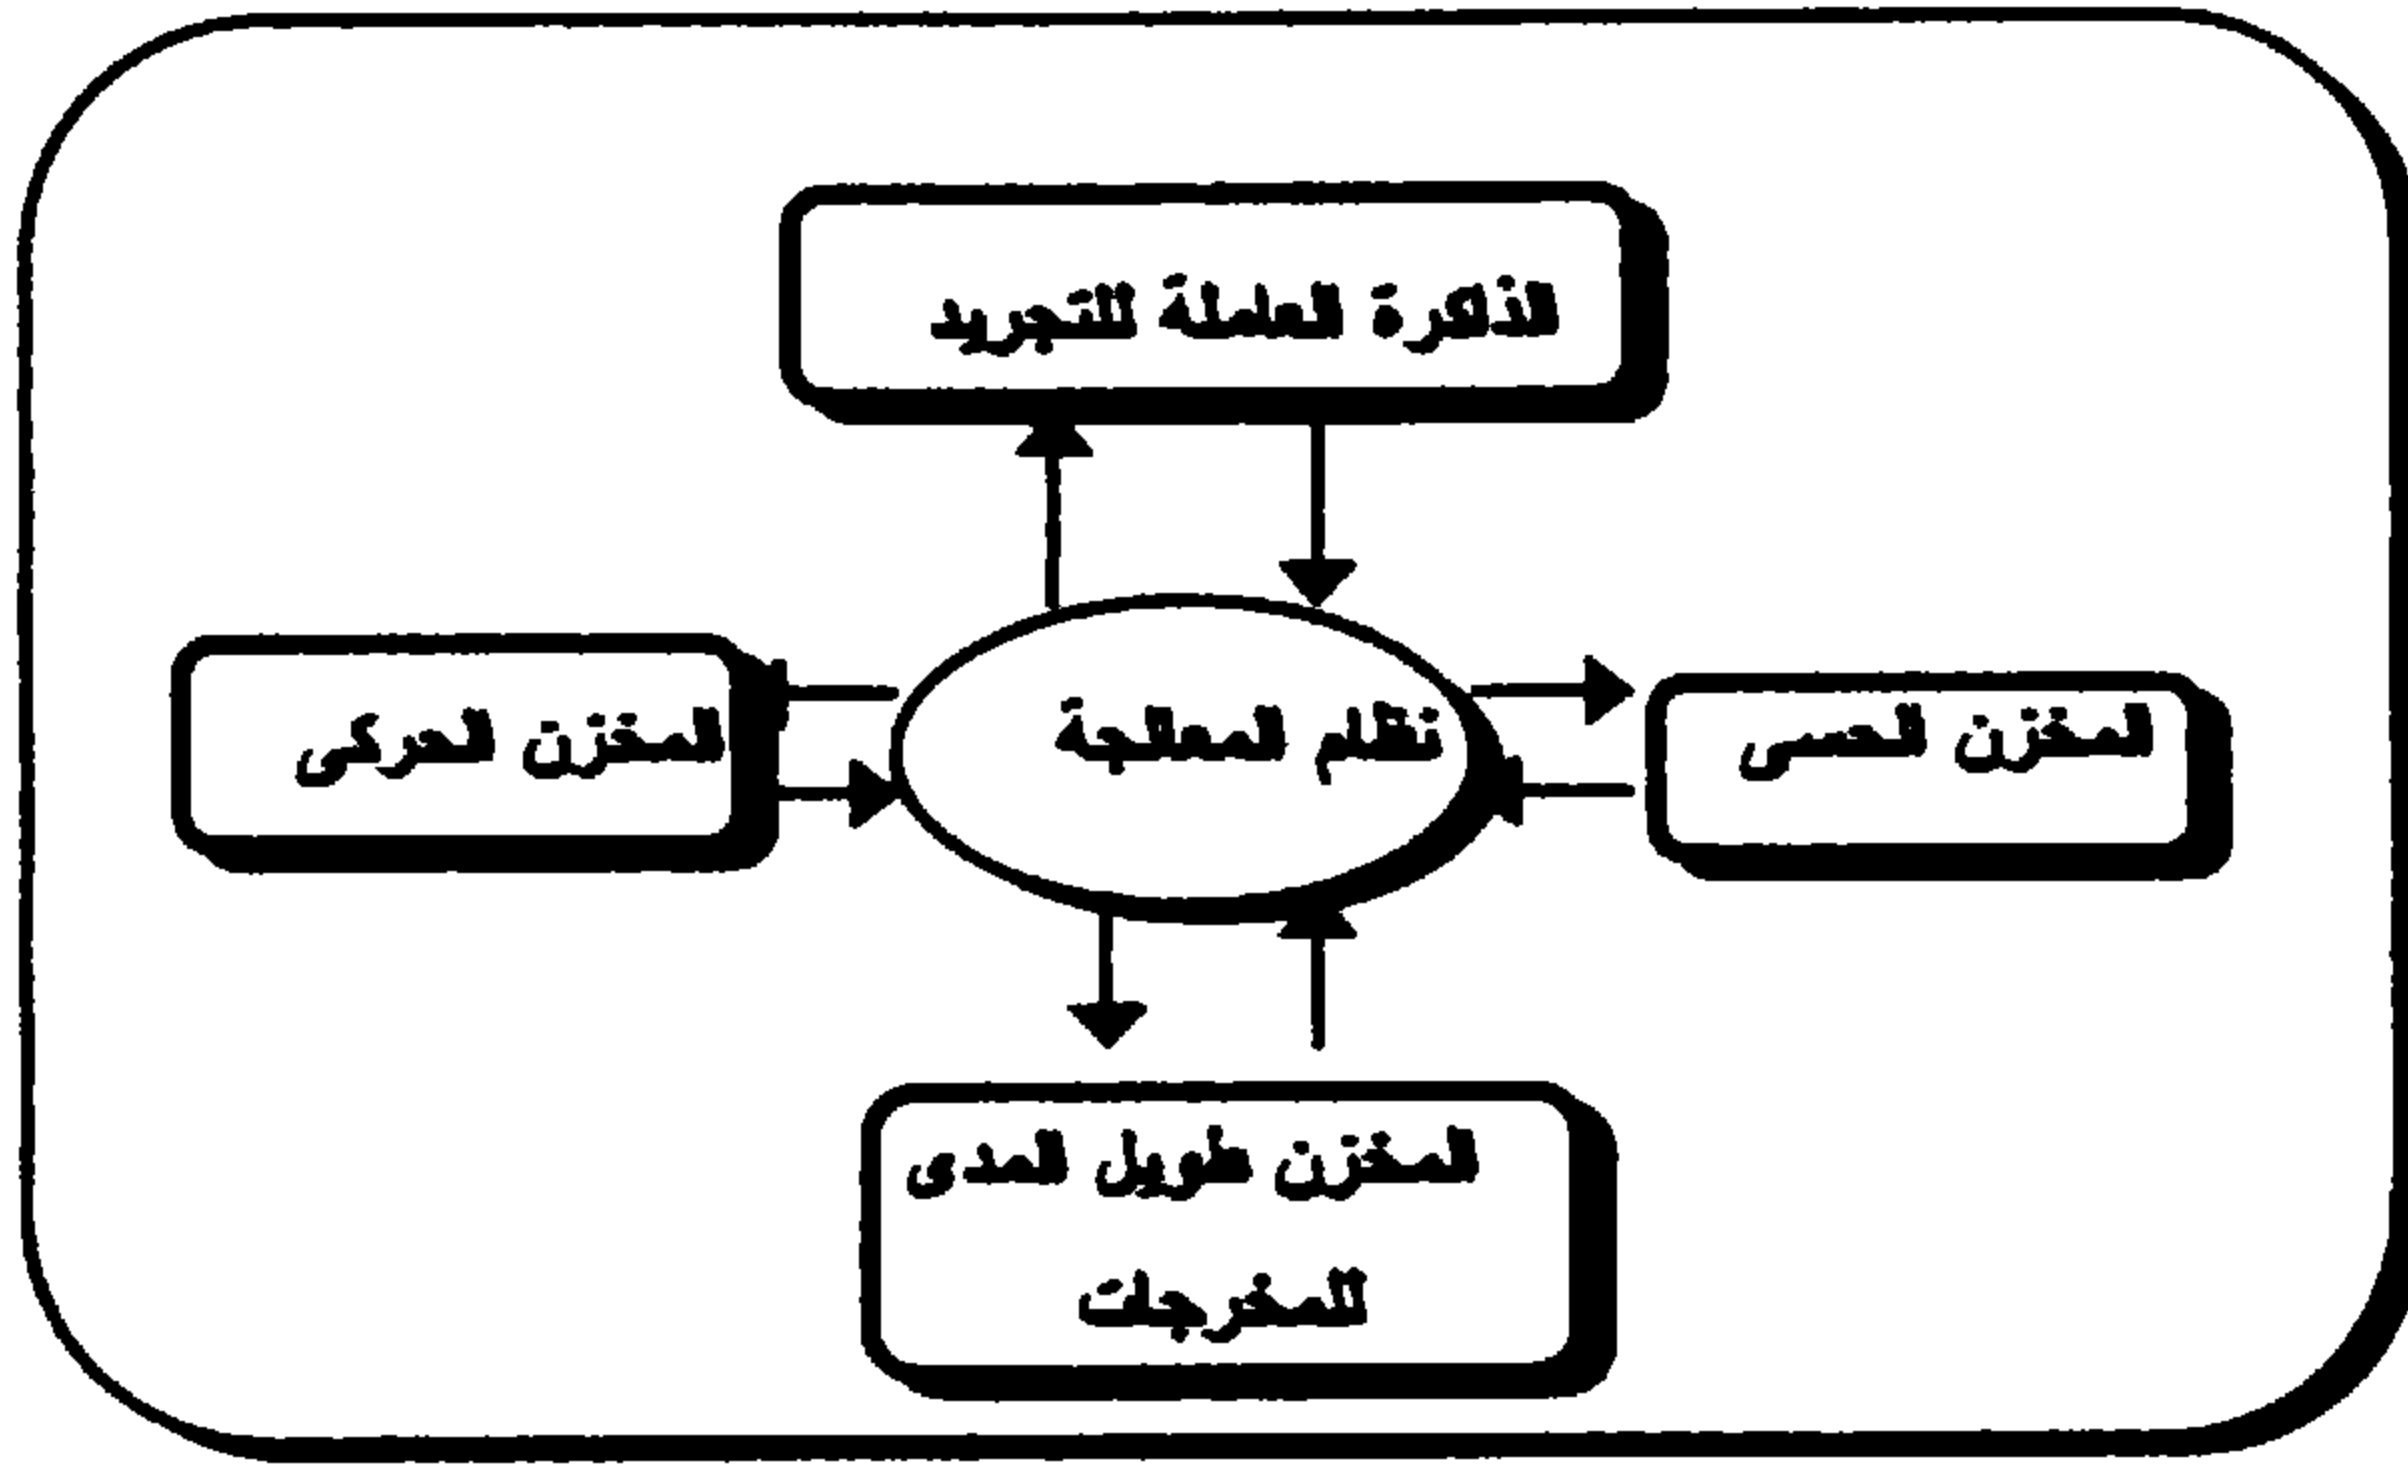 الذاكرة العاملة للتجريد
نظام المعالجة
المخزن الحسى
المخزن الحركى
المخزن طويل المدى
للمخرجات